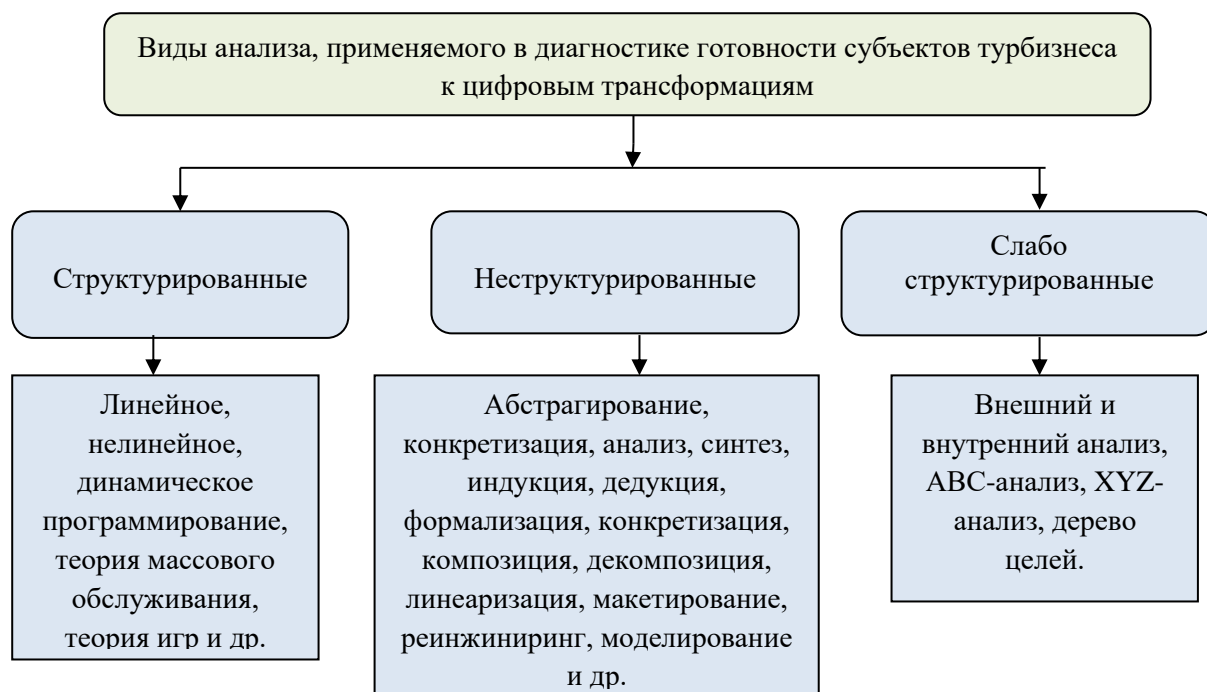 Виды анализа, применяемого в диагностике готовности субъектов турбизнеса
к цифровым трансформациям
Структурированные
Неструктурированные
Слабо
структурированные
Линейное,
нелинейное,
динамическое
программирование,
теория массового
обслуживания,
теория игр и др.
Абстрагирование,
конкретизация, анализ, синтез,
индукция, дедукция,
формализация, конкретизация,
композиция, декомпозиция,
линеаризация, макетирование,
реинжиниринг, моделирование
и др.
Внешний и
внутренний анализ,
АВС-анализ, XYZ-
анализ, дерево
целей.